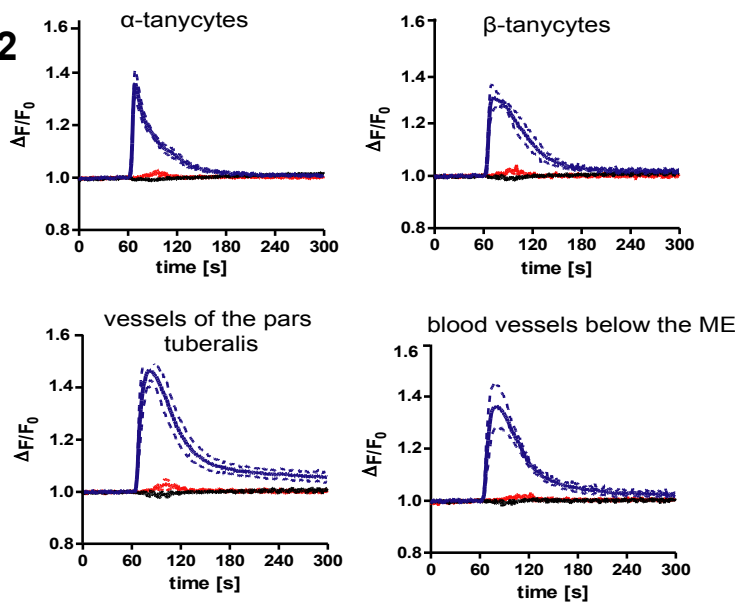 2
α-tanycytes
1.6
1.4
1.2
1.0
0.8
ΔF/F0
0 60 120 180 240 300
time [s]
β-tanycytes
1.6
1.4
1.2
1.0
0.8
ΔF/F0
0 60 120 180 240 300
time [s]
vessels of the pars
tuberalis
1.6
1.4
1.2
1.0
0.8
ΔF/F0
0 60 120 180 240 300
time [s]
blood vessels below the ME
1.6
1.4
1.2
1.0
0.8
ΔF/F0
0 60 120 180 240 300
time [s]